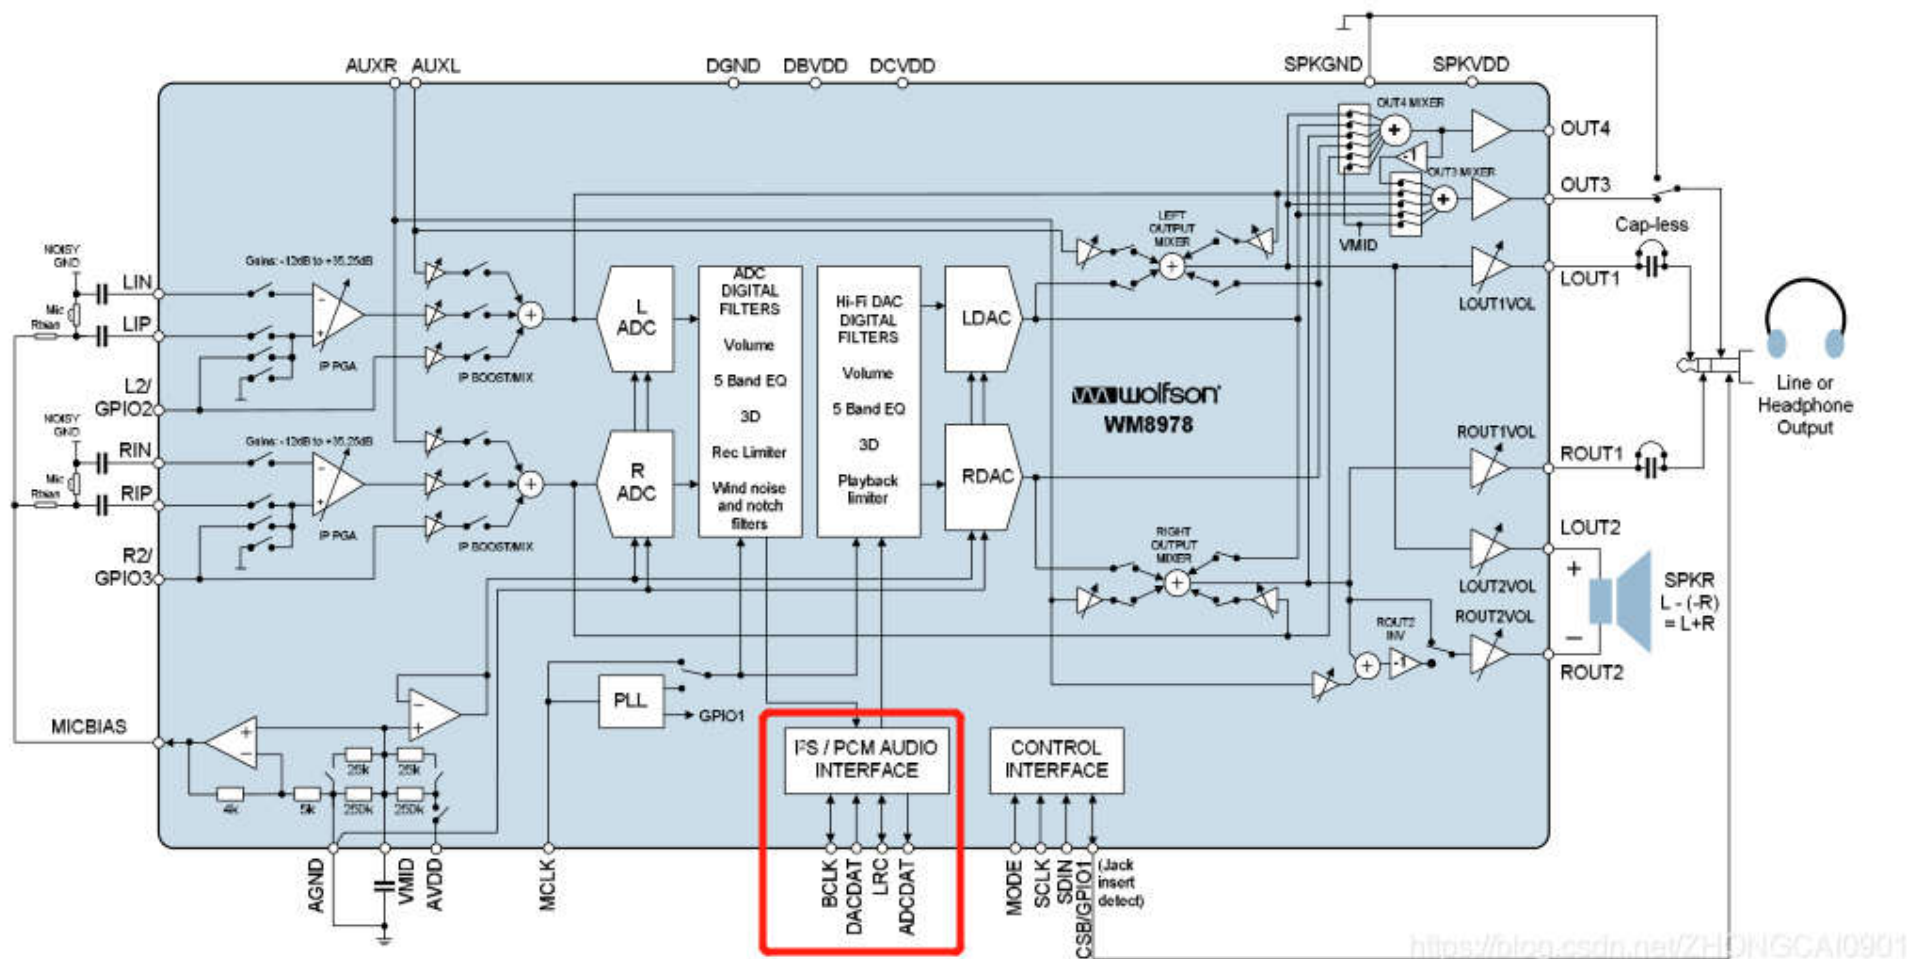 AUXR
AUXL
DGND
DBVDD
DCVDD
SPKGND
SPKVDD
OUT4 MIXER
OUT4
-1
OUT3 MIXER
OUT3
VMID
LEFT
OUTPUT
MIXER
Cap-less
LOUT1
LOUT1VOL
NOISY
GND
LIN
Mic
Rbias
LIP
Gains: -12dB to +35.25dB
IP PGA
IP BOOST/MIX
L2/
GPIO2
L
ADC
ADC
DIGITAL
FILTERS
Volume
5 Band EQ
3D
Rec Limiter
Wind noise
and notch
filters
Hi-Fi DAC
DIGITAL
FILTERS
Volume
5 Band EQ
3D
Playback
limiter
LDAC
wolfson
WM8978
Line or
Headphone
Output
NOISY
GND
RIN
Mic
Rbias
RIP
Gains: -12dB to +35.25dB
IP PGA
IP BOOST/MIX
R2/
GPIO3
R
ADC
RDAC
ROUT1VOL
ROUT1
RIGHT
OUTPUT
MIXER
LOUT2
LOUT2VOL
ROUT2VOL
ROUT2
INV
-1
ROUT2
+
−
SPKR
L - (-R)
= L+R
MICBIAS
PLL
GPIO1
I²S / PCM AUDIO
INTERFACE
CONTROL
INTERFACE
25k
25k
4k
5k
250k
250k
AGND
VMID
AVDD
MCLK
BCLK
DACDAT
LRC
ADCDAT
MODE
SCLK
SDIN
CSB/GPIO1
(Jack
insert
detect)
https://blog.csdn.net/ZHONGCAI0901